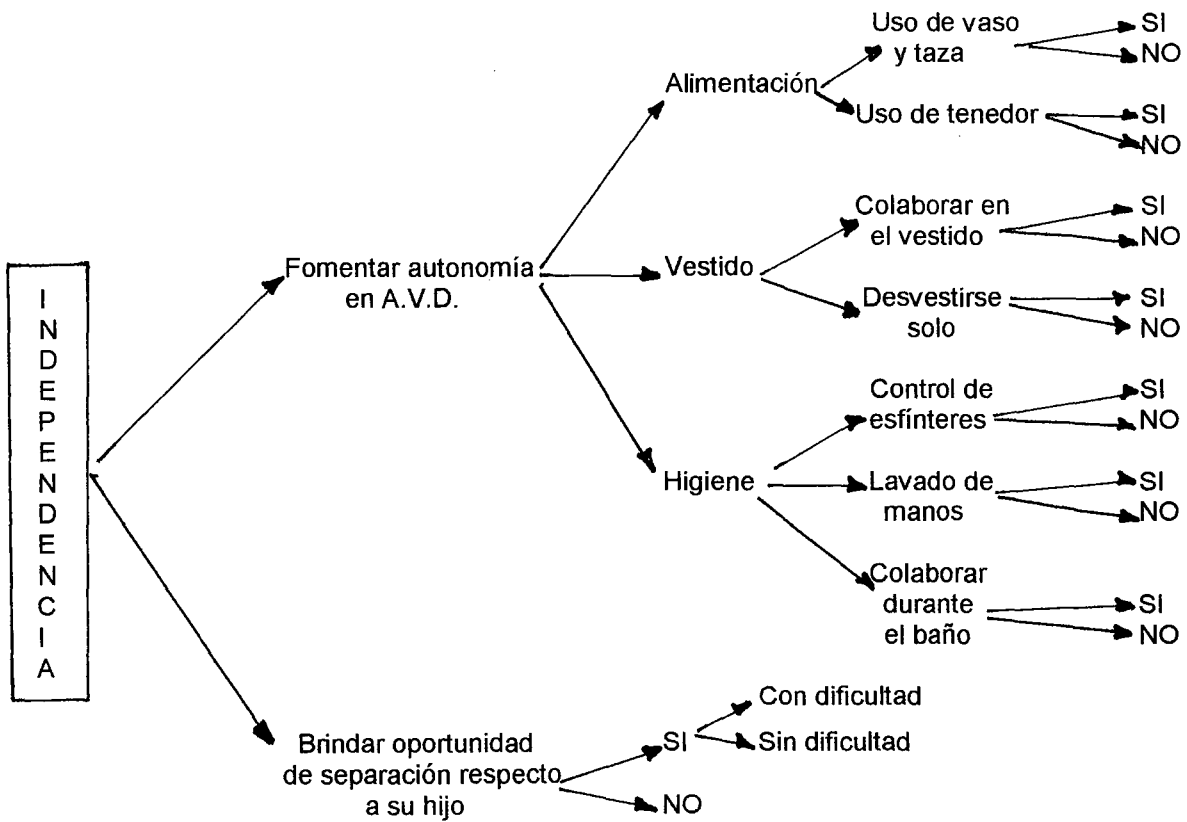 INDEPENDENCIA
Fomentar autonomía
en A.V.D.
Alimentación
Uso de vaso
y taza
SI
NO
Uso de tenedor
SI
NO
Vestido
Colaborar en
el vestido
SI
NO
Desvestirse
solo
SI
NO
Higiene
Control de
esfínteres
SI
NO
Lavado de
manos
SI
NO
Colaborar
durante
el baño
SI
NO
Brindar oportunidad
de separación respecto
a su hijo
SI
Con dificultad
Sin dificultad
NO